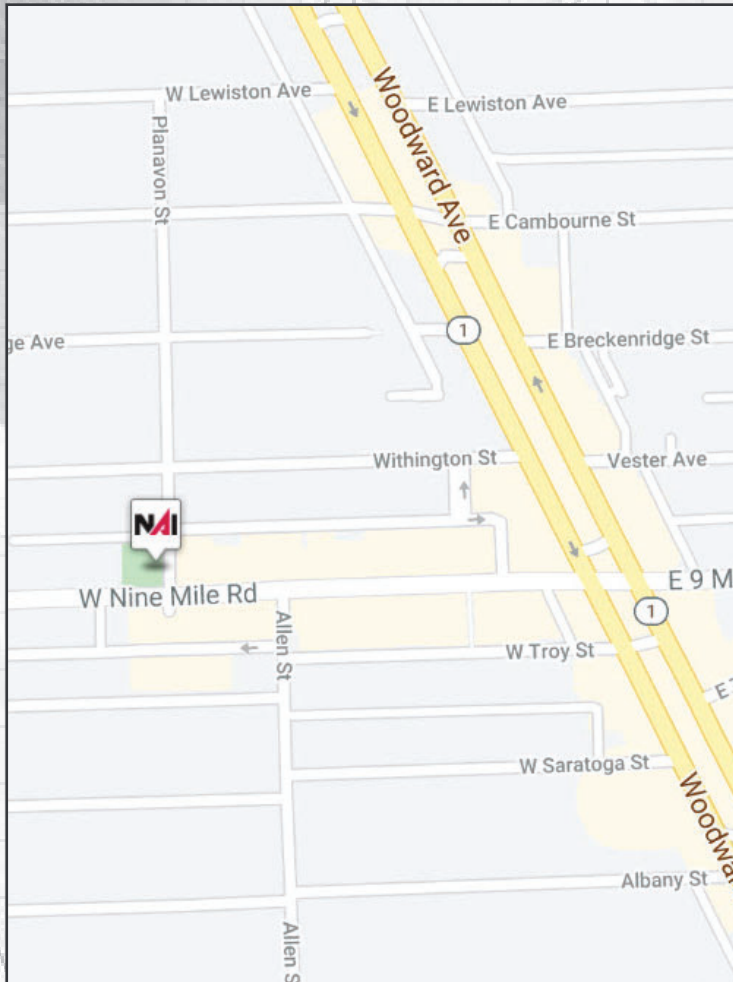 W Lewiston Ave
E Lewiston Ave
Woodward Ave
Planavon St
E Cambourne St
1
ge Ave
E Breckenridge St
Withington St
Vester Ave
NAI
W Nine Mile Rd
E 9 M
1
Allen St
W Troy St
E
W Saratoga St
Woodwar
Albany St
Allen S